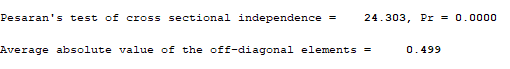 Pesaran's test of cross sectional independence =    24.303, Pr = 0.0000
Average absolute value of the off-diagonal elements =     0.499